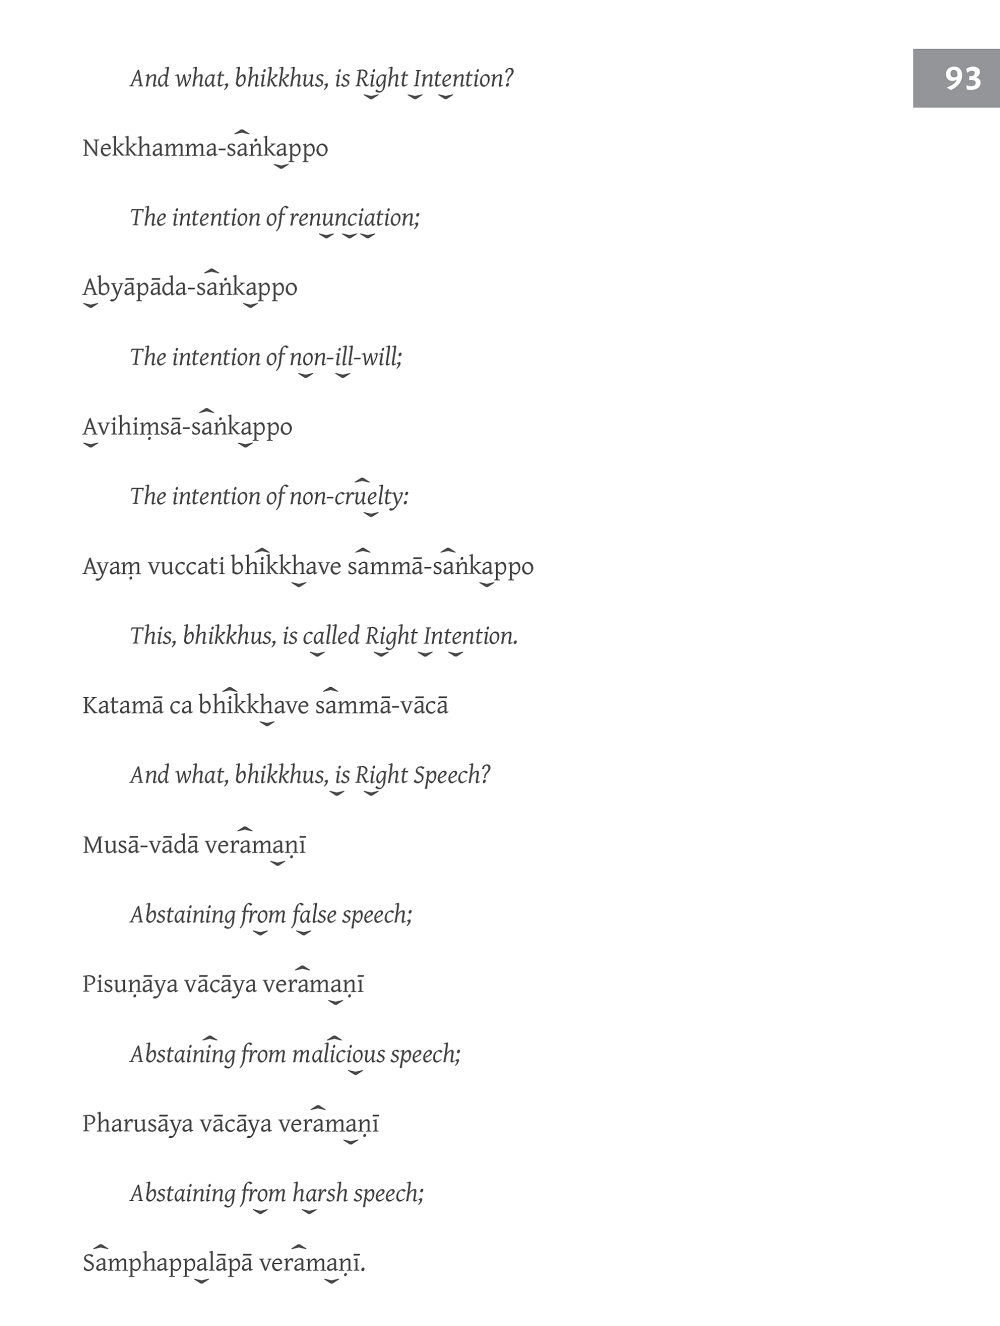 And what, bhikkhus, is Right Intention?
93
Nekkhamma-saṅkappo
The intention of renunciation;
Abyāpāda-saṅkappo
The intention of non-ill-will;
Avihiṃsā-saṅkappo
The intention of non-cruelty:
Ayaṃ vuccati bhikkhave sammā-saṅkappo
This, bhikkhus, is called Right Intention.
Katamā ca bhikkhave sammā-vācā
And what, bhikkhus, is Right Speech?
Musā-vādā veramaṇī
Abstaining from false speech;
Pisuṇāya vācāya veramaṇī
Abstaining from malicious speech;
Pharusāya vācāya veramaṇī
Abstaining from harsh speech;
Samphappalāpā veramaṇī.